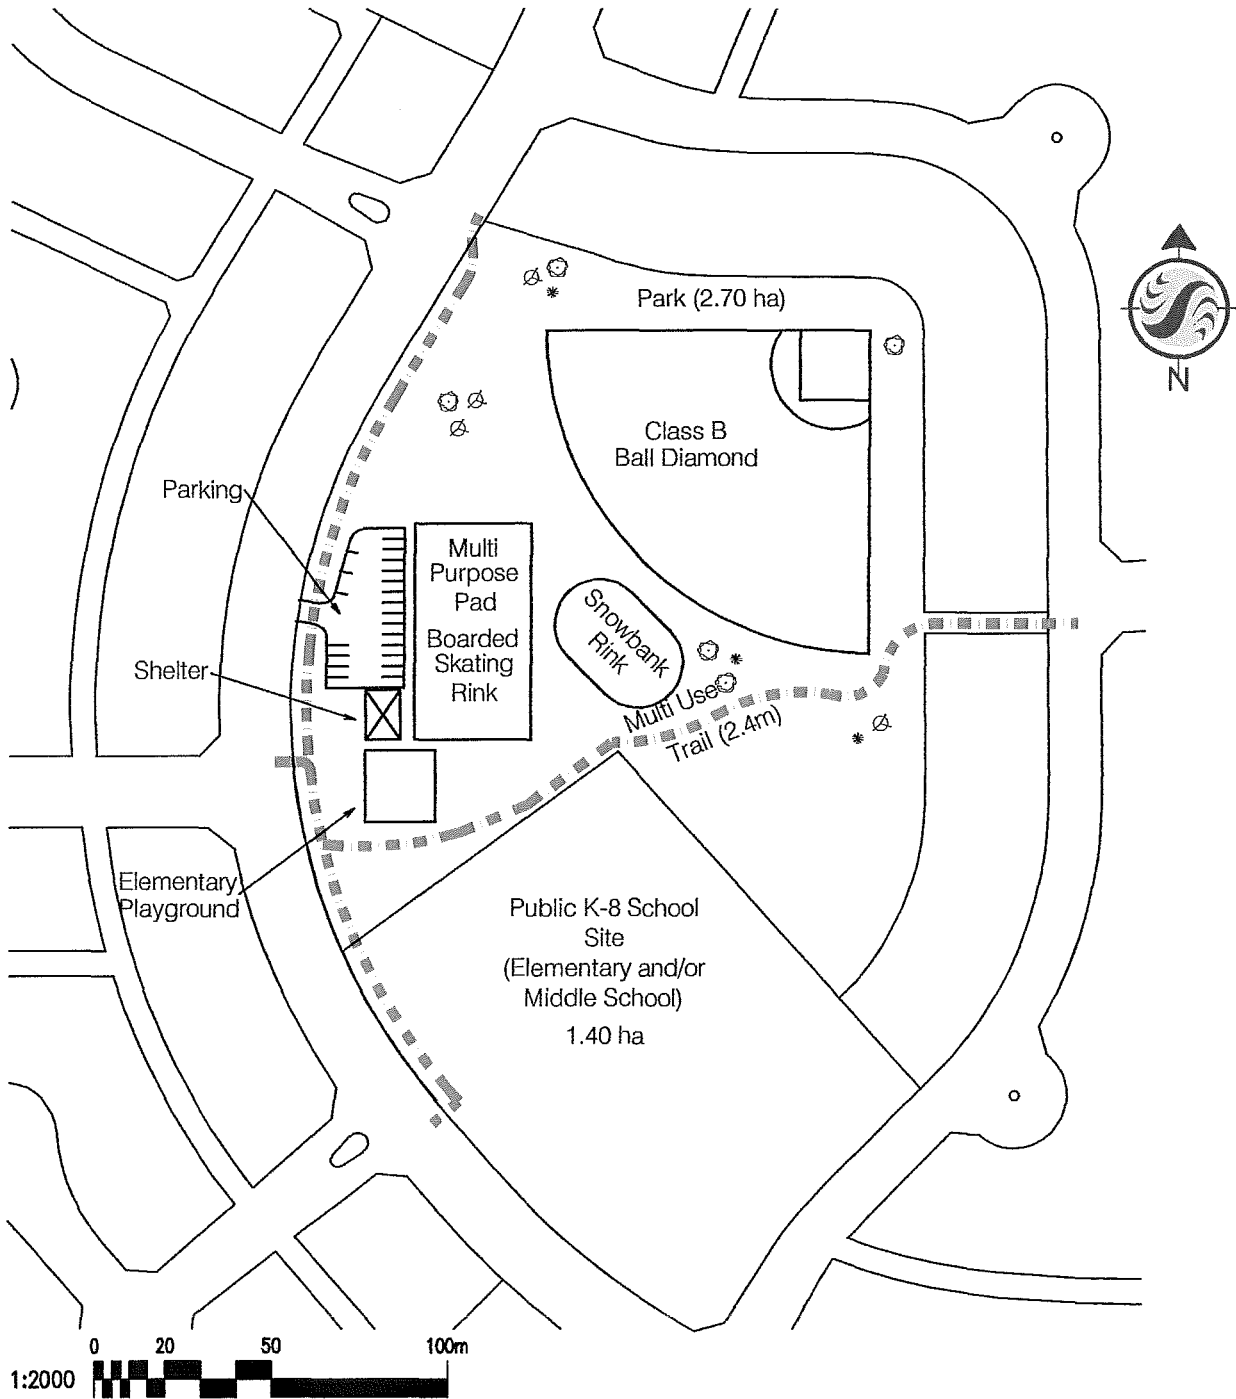 Park (2.70 ha)
Class B
Ball Diamond
N
Parking
Multi
Purpose
Pad
Boarded
Skating
Rink
Snowbank
Rink
Shelter
Multi Use
Trail (2.4m)
Elementary
Playground
Public K-8 School
Site
(Elementary and/or
Middle School)
1.40 ha
0 20 50 100m
1:2000